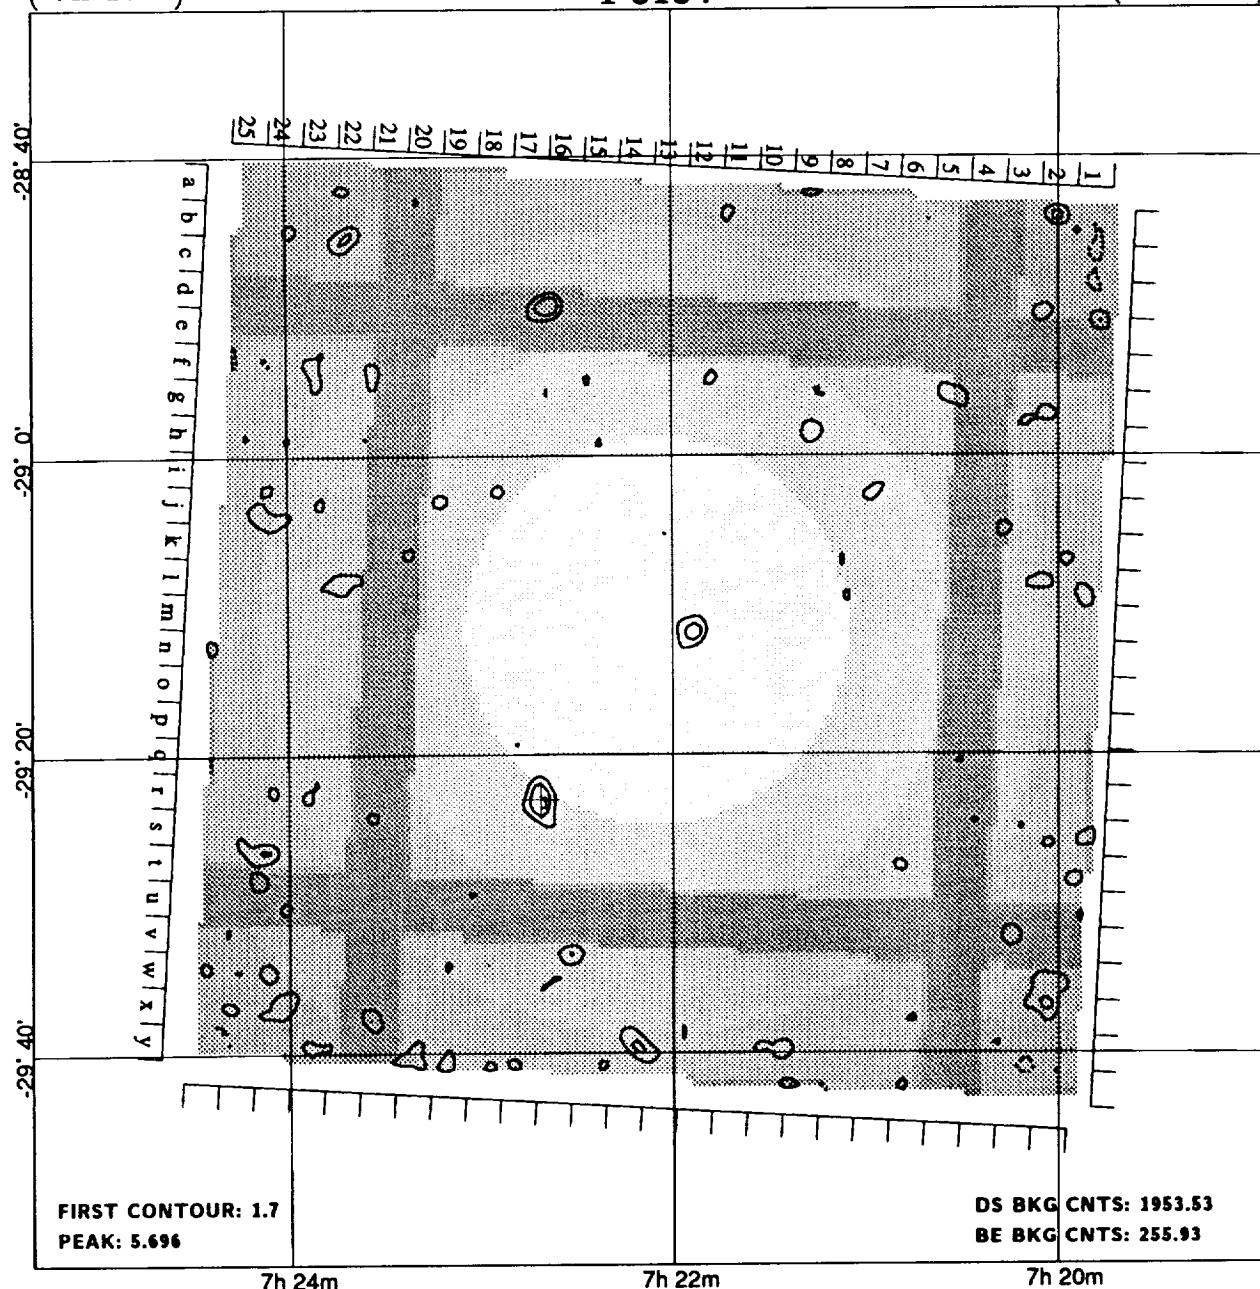 25 24 23 22 21 20 19 18 17 16 15 14 13 12 11 10 9 8 7 6 5 4 3 2 1
-28° 40'
a b c d e f g h i j k l m n o p q r s t u v w x y
-29° 0'
-29° 20'
-29° 40'
FIRST CONTOUR: 1.7
PEAK: 5.696
DS BKG CNTS: 1953.53
BE BKG CNTS: 255.93
7h 24m
7h 22m
7h 20m